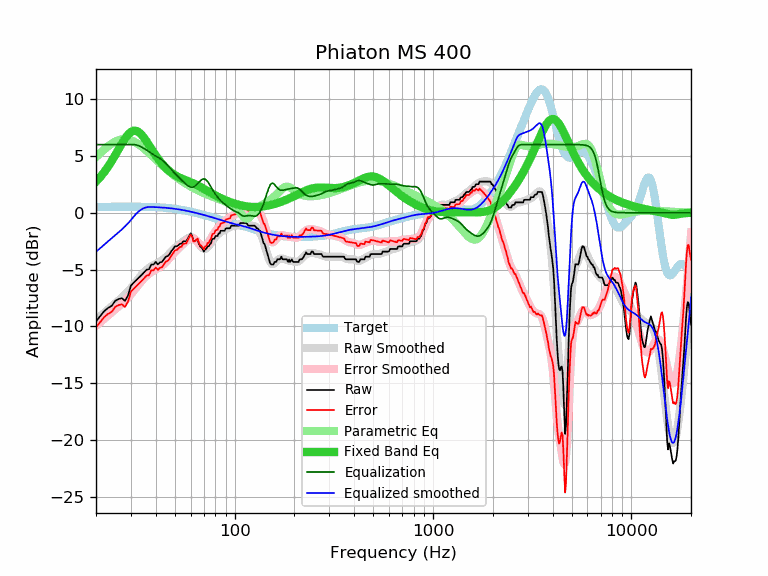 Phiaton MS 400
10
5
0
−5
−10
−15
−20
−25
Amplitude (dBr)
Target
Raw Smoothed
Error Smoothed
Raw
Error
Parametric Eq
Fixed Band Eq
Equalization
Equalized smoothed
100
1000
10000
Frequency (Hz)